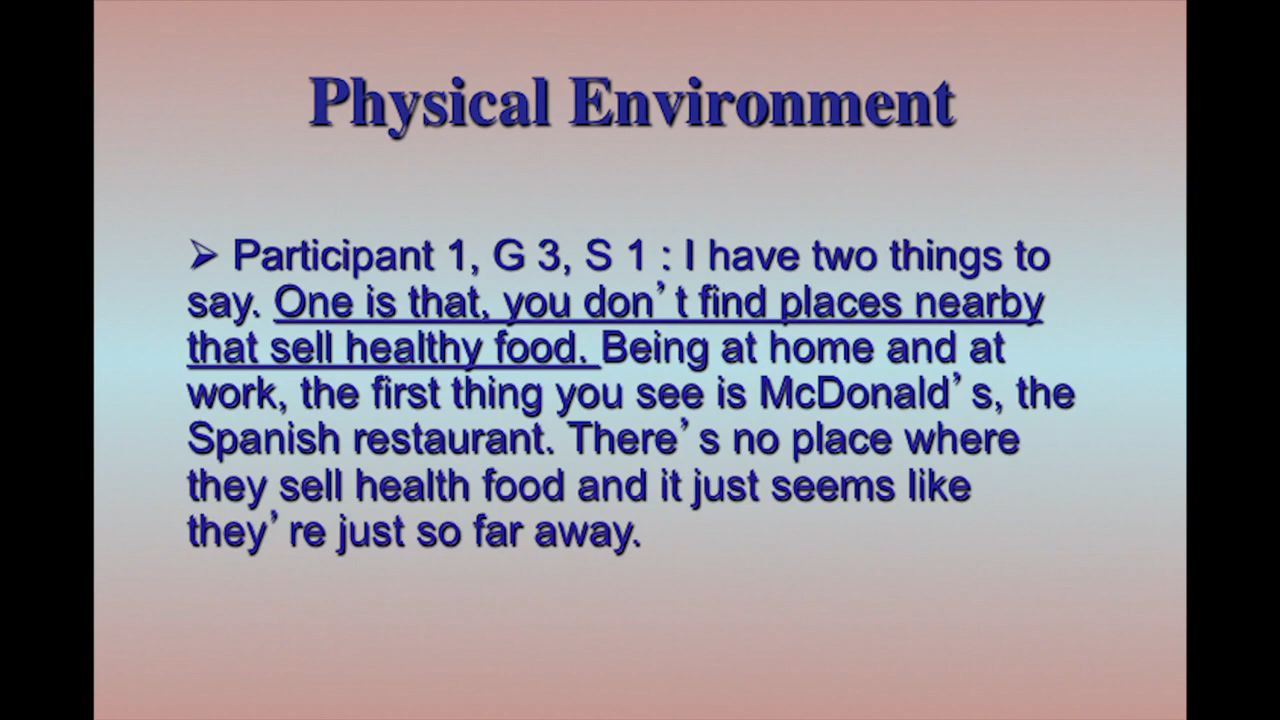 Physical Environment
➢ Participant 1, G 3, S 1 : I have two things to
say. One is that, you don’t find places nearby
that sell healthy food. Being at home and at
work, the first thing you see is McDonald’s, the
Spanish restaurant. There’s no place where
they sell health food and it just seems like
they’re just so far away.